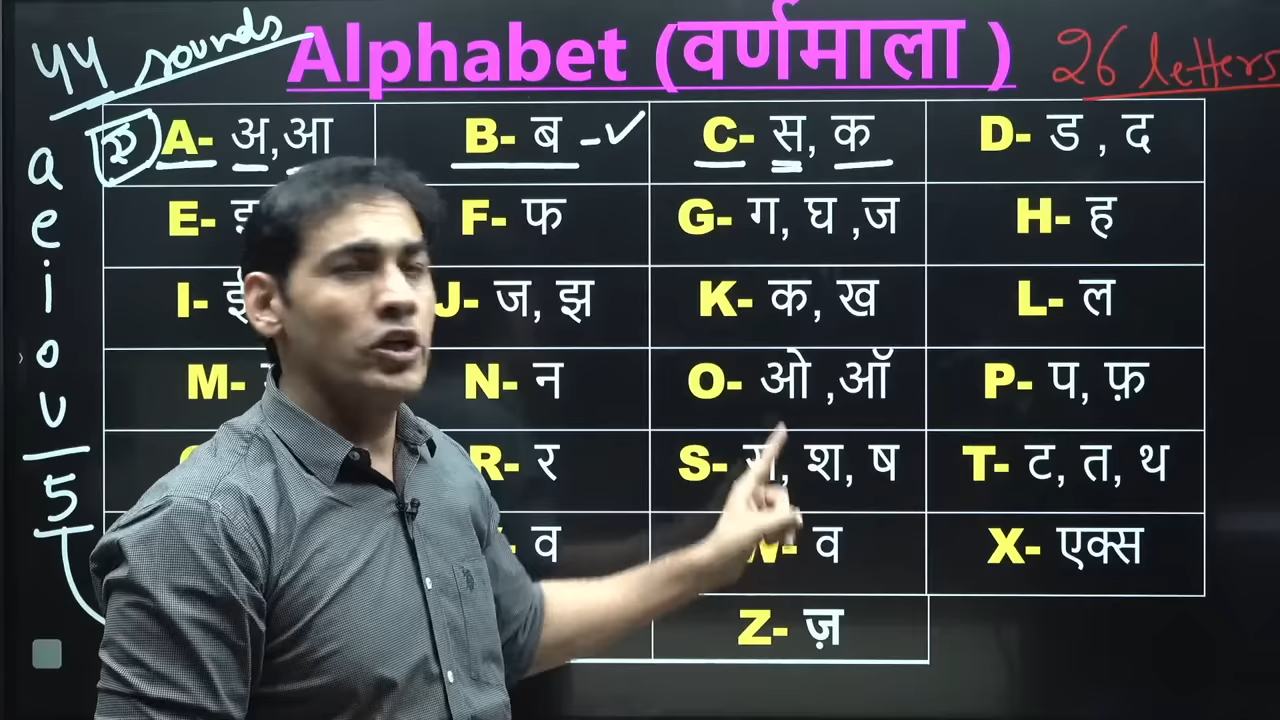 44 sounds
Alphabet (वर्णमाला )
26 letters
a
e
i
o
u
5
ए
A- अ,आ
B- ब -✓
C- स, क
D- ड , द
E- इ
F- फ
G- ग, घ ,ज
H- ह
I-
J- ज, झ
K- क, ख
L- ल
M-
N- न
O- ओ ,ऑ
P- प, फ़
R- र
S- स, श, ष
T- ट, त, थ
व
W- व
X- एक्स
Z- ज़